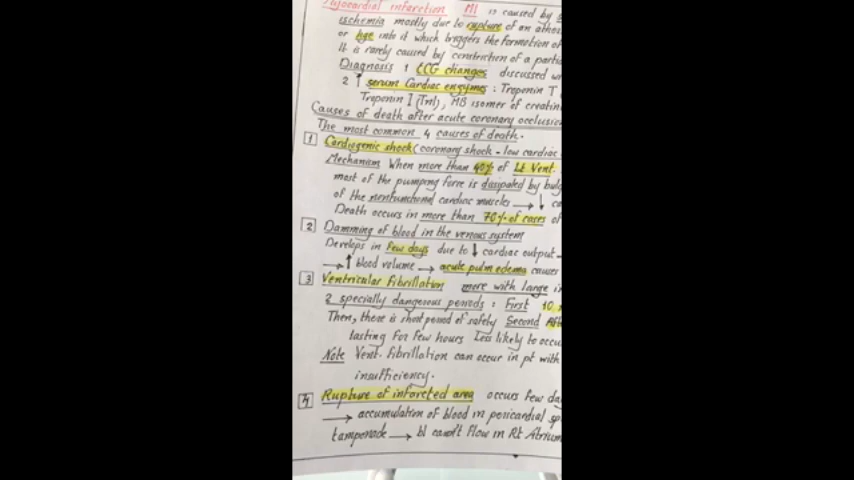 Myocardial infarction MI is caused by
ischemia mostly due to rupture of an athe
or hge into it which triggers the formation of
It is rarely caused by constriction of a partia
Diagnosis 1 ECG changes discussed w
2 ↑ serum Cardiac enzymes : Troponin T
Troponin I (TnI), MB isomer of creatin
Causes of death after acute coronary occlusion
The most common 4 causes of death.
1 Cardiogenic shock (coronary shock - low cardiac
Mechanism When more than 40% of Lt Vent.
most of the pumping force is dissipated by bulg
of the nonfunctional cardiac muscles → ↓ ca
Death occurs in more than 70% of cases of
2 Damming of blood in the venous system
Develops in few days due to ↓ cardiac output
→ ↑ blood volume → acute pulm edema causes
3 Ventricular fibrillation more with large in
2 specially dangerous periods : First 10
Then, there is short period of safety Second Aft
lasting for few hours Less likely to occu
Note Vent. fibrillation can occur in pt with
insufficiency.
4 Rupture of infarcted area occurs few da
→ accumulation of blood in pericardial sp
tamponade → bl can't flow in Rt Atrium